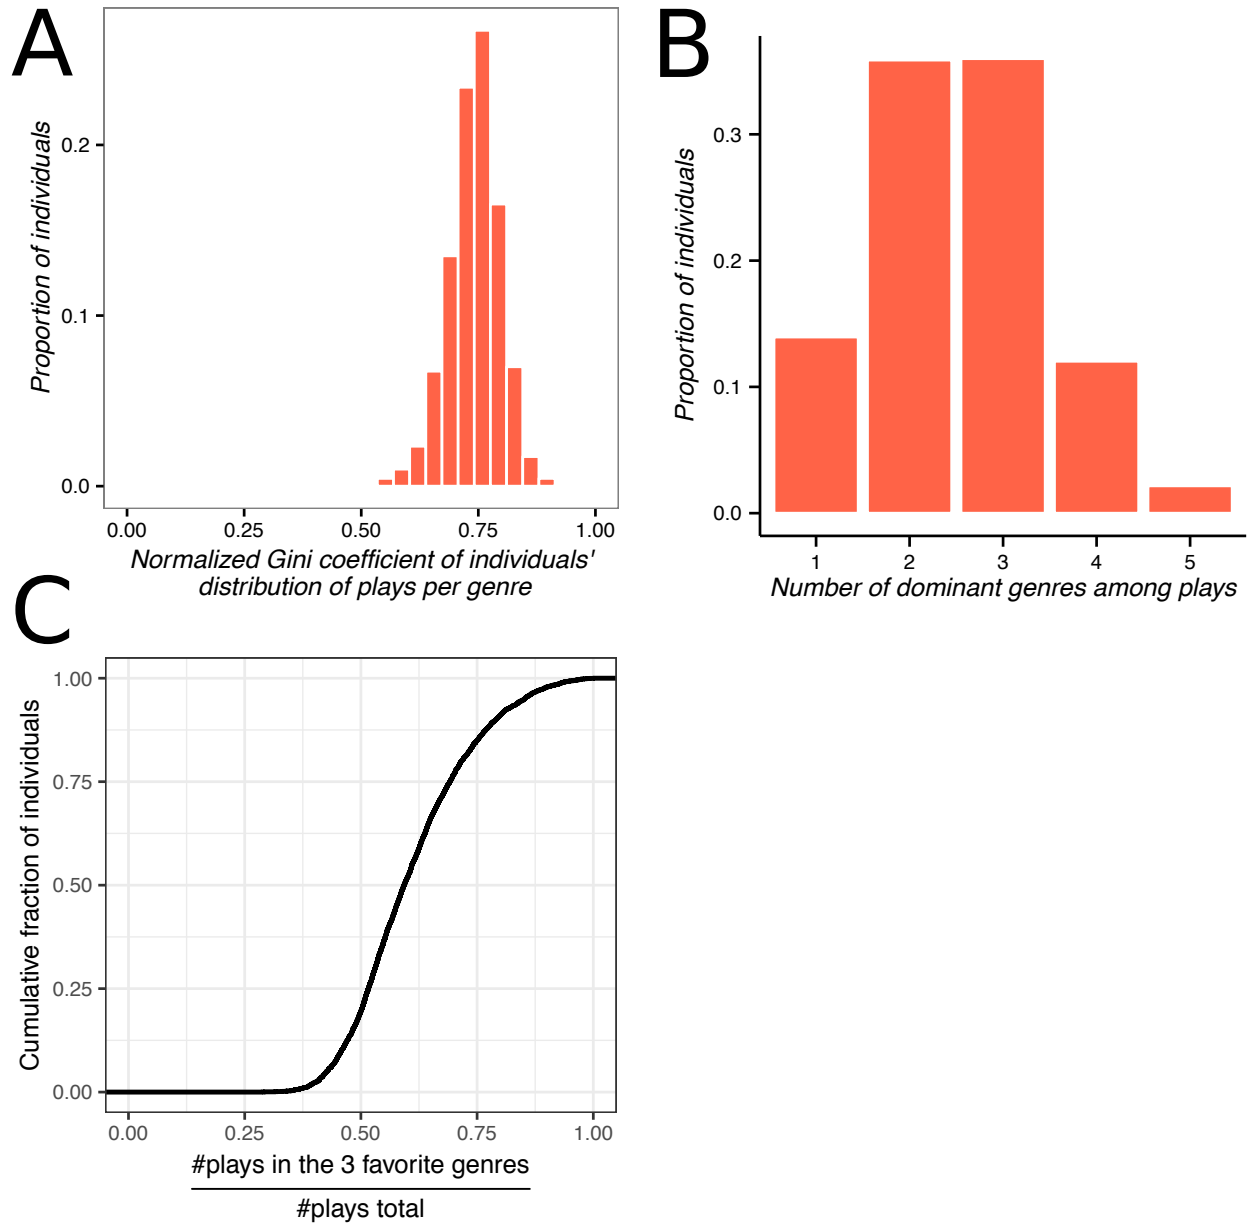 A
Proportion of individuals
0.2
0.1
0.0
0.00 0.25 0.50 0.75 1.00
Normalized Gini coefficient of individuals'
distribution of plays per genre
B
Proportion of individuals
0.3
0.2
0.1
0.0
1 2 3 4 5
Number of dominant genres among plays
C
Cumulative fraction of individuals
1.00
0.75
0.50
0.25
0.00
0.00 0.25 0.50 0.75 1.00
#plays in the 3 favorite genres
#plays total